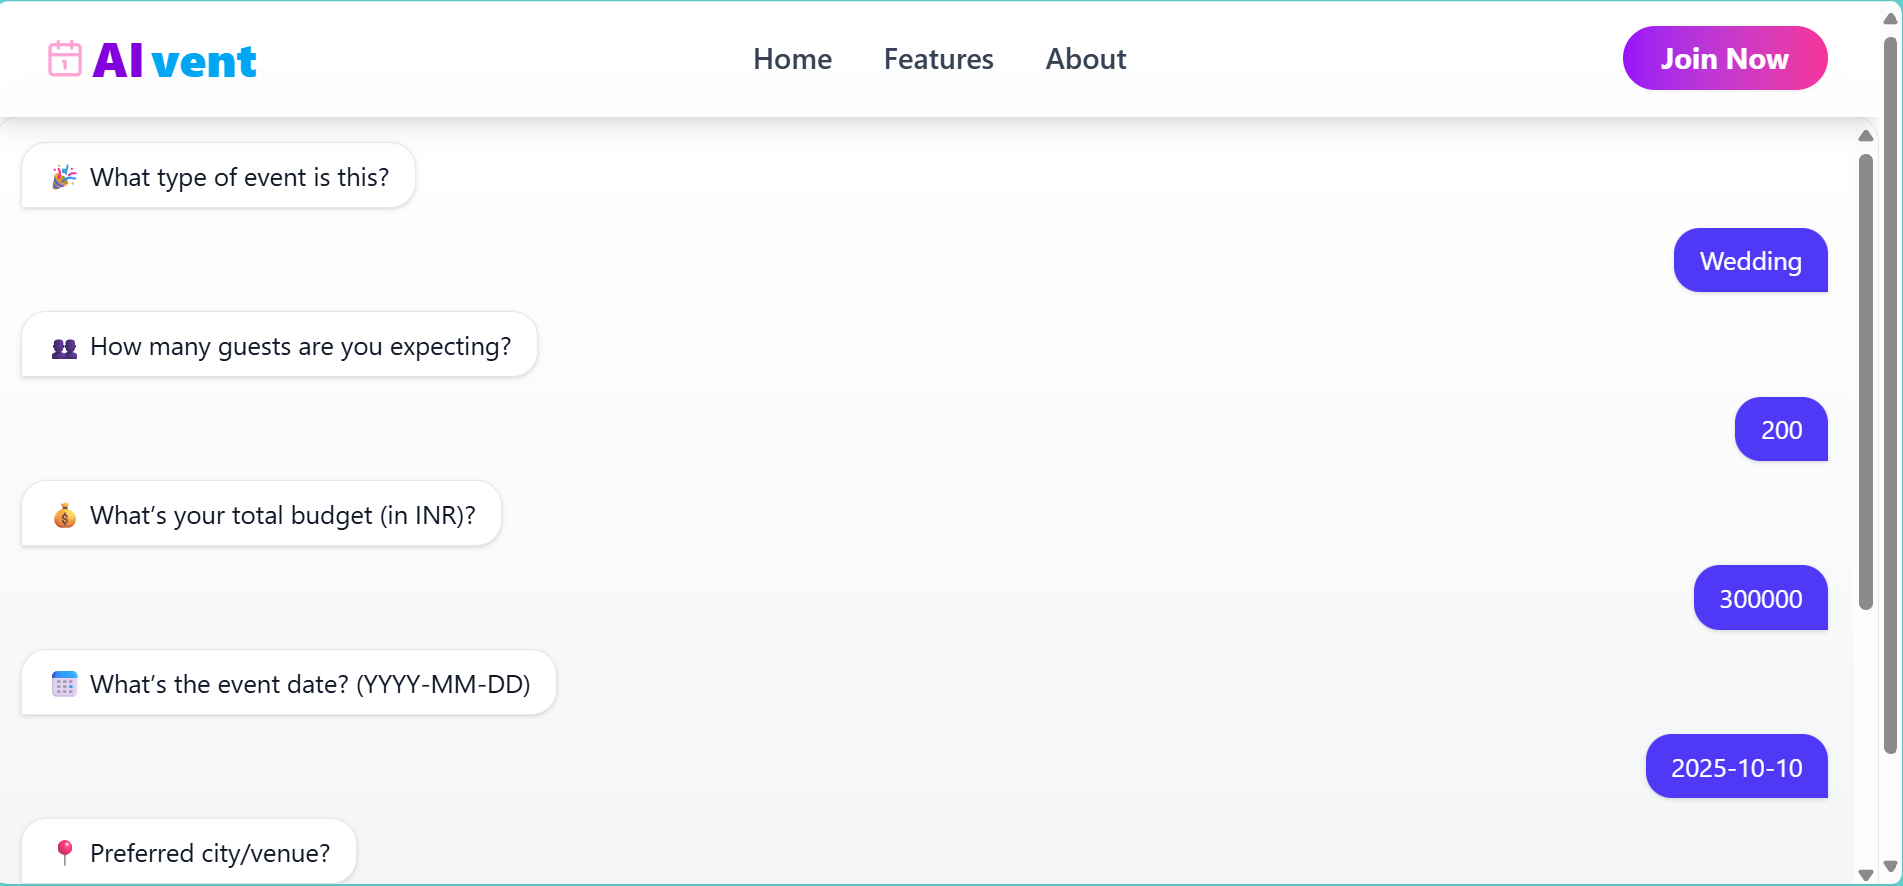 AI vent
Home Features About
Join Now
🎉 What type of event is this?
Wedding
👥 How many guests are you expecting?
200
💰 What’s your total budget (in INR)?
300000
📅 What’s the event date? (YYYY-MM-DD)
2025-10-10
📍 Preferred city/venue?